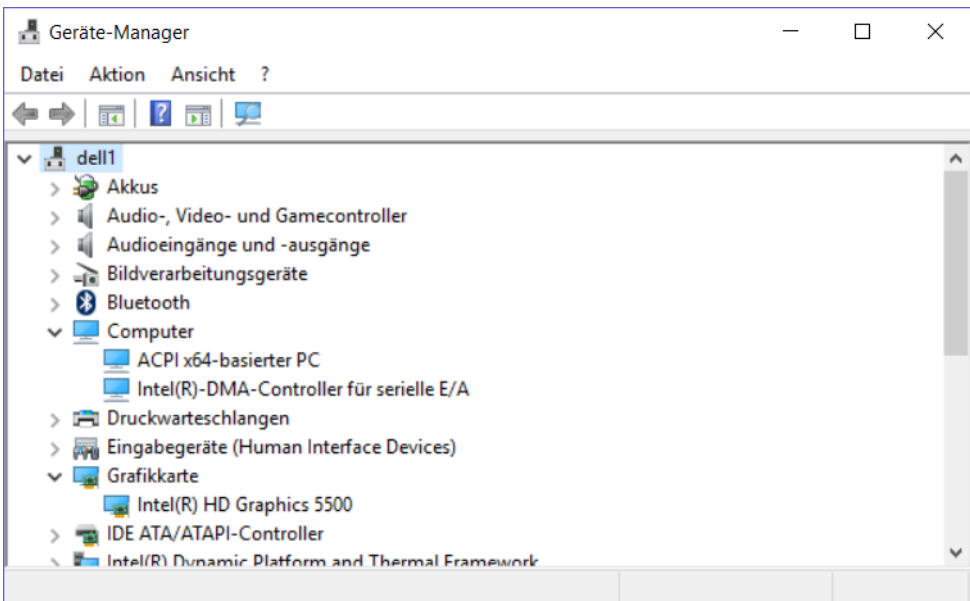 Geräte-Manager
Datei Aktion Ansicht ?
dell1
Akkus
Audio-, Video- und Gamecontroller
Audioeingänge und -ausgänge
Bildverarbeitungsgeräte
Bluetooth
Computer
ACPI x64-basierter PC
Intel(R)-DMA-Controller für serielle E/A
Druckwarteschlangen
Eingabegeräte (Human Interface Devices)
Grafikkarte
Intel(R) HD Graphics 5500
IDE ATA/ATAPI-Controller
Intel(R) Dynamic Platform and Thermal Framework